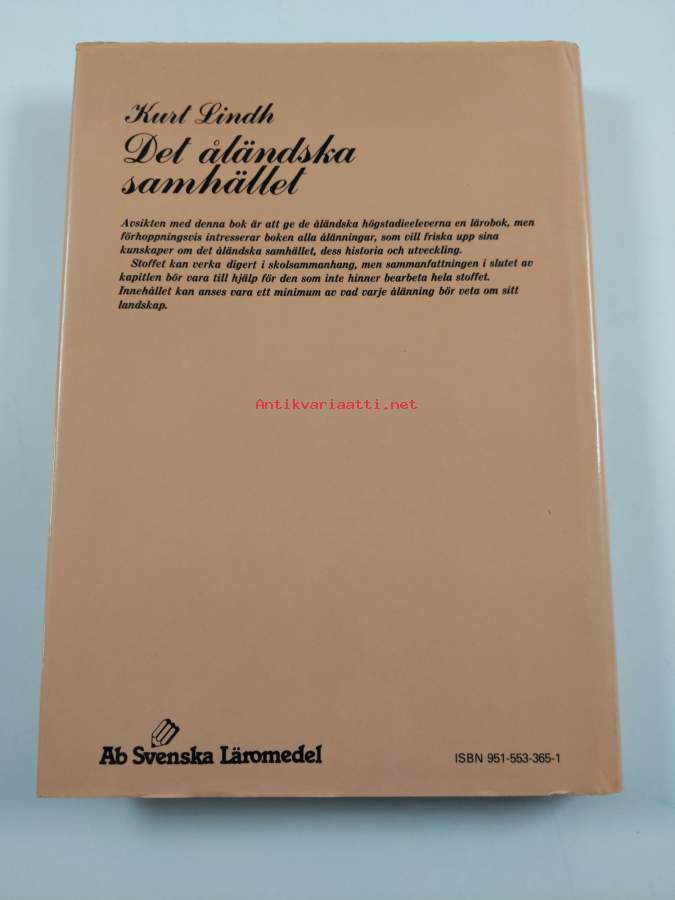 Kurt Lindh
Det åländska
samhället
Avsikten med denna bok är att ge de åländska högstadieeleverna en lärobok, men
förhoppningsvis intresserar boken alla ålänningar, som vill friska upp sina
kunskaper om det åländska samhället, dess historia och utveckling.
Stoffet kan verka digert i skolsammanhang, men sammanfattningen i slutet av
kapitlen bör vara till hjälp för den som inte hinner bearbeta hela stoffet.
Innehållet kan anses vara ett minimum av vad varje ålänning bör veta om sitt
landskap.
Antikvariaatti.net
Ab Svenska Läromedel
ISBN 951-553-365-1